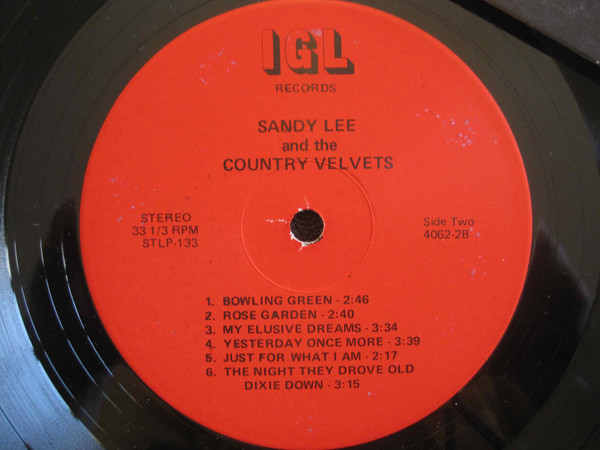 IGL
RECORDS
SANDY LEE
and the
COUNTRY VELVETS
STEREO
33 1/3 RPM
STLP-133
Side Two
4062-2B
1. BOWLING GREEN - 2:46
2. ROSE GARDEN - 2:40
3. MY ELUSIVE DREAMS - 3:34
4. YESTERDAY ONCE MORE - 3:39
5. JUST FOR WHAT I AM - 2:17
6. THE NIGHT THEY DROVE OLD
DIXIE DOWN - 3:15